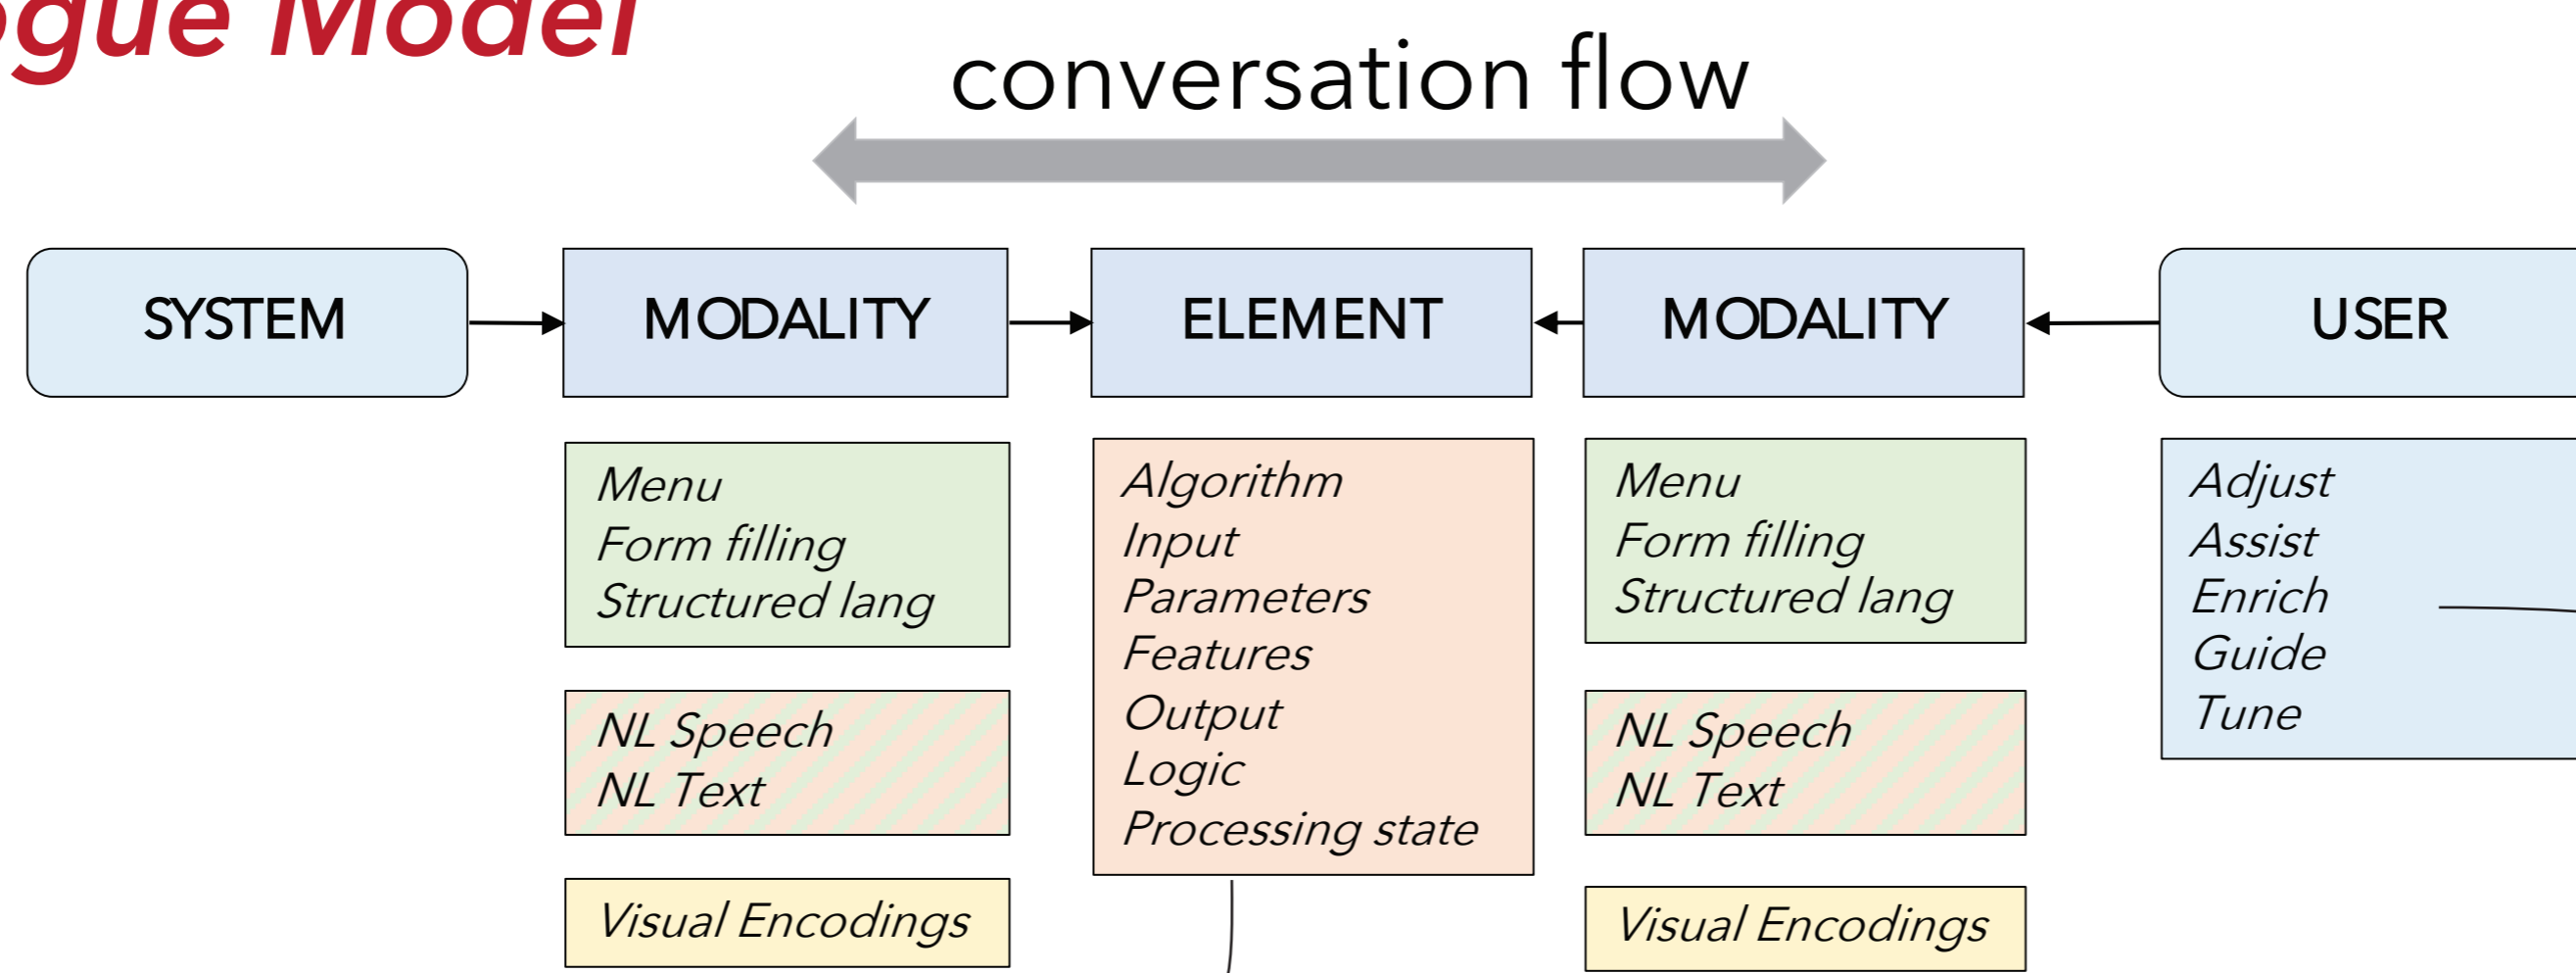 ogue Model
conversation flow
SYSTEM
MODALITY
ELEMENT
MODALITY
USER
Menu
Form filling
Structured lang
NL Speech
NL Text
Visual Encodings
Algorithm
Input
Parameters
Features
Output
Logic
Processing state
Menu
Form filling
Structured lang
NL Speech
NL Text
Visual Encodings
Adjust
Assist
Enrich
Guide
Tune